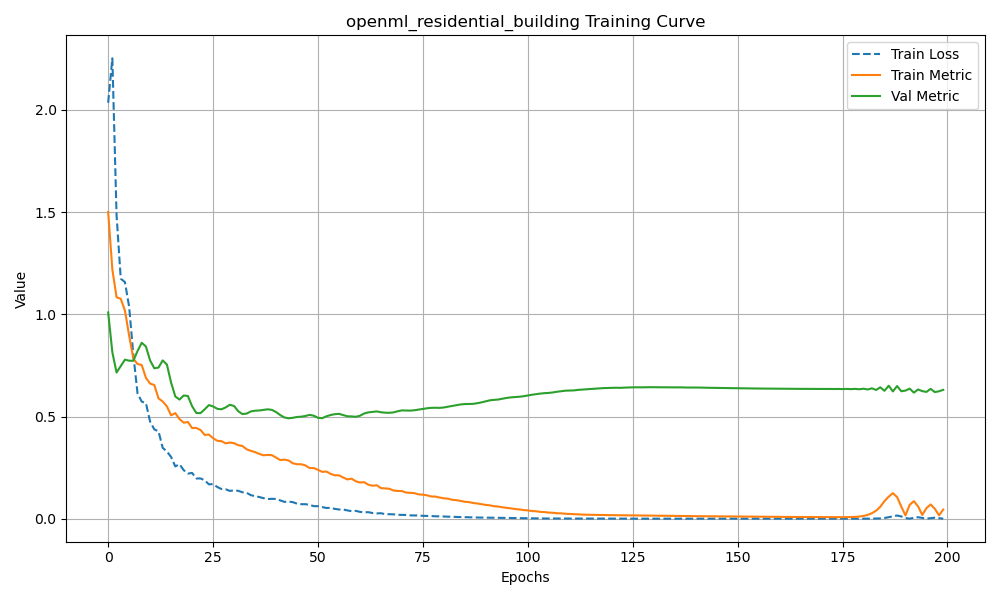 openml_residential_building Training Curve
Train Loss
Train Metric
Val Metric
Value
2.0
1.5
1.0
0.5
0.0
0 25 50 75 100 125 150 175 200
Epochs